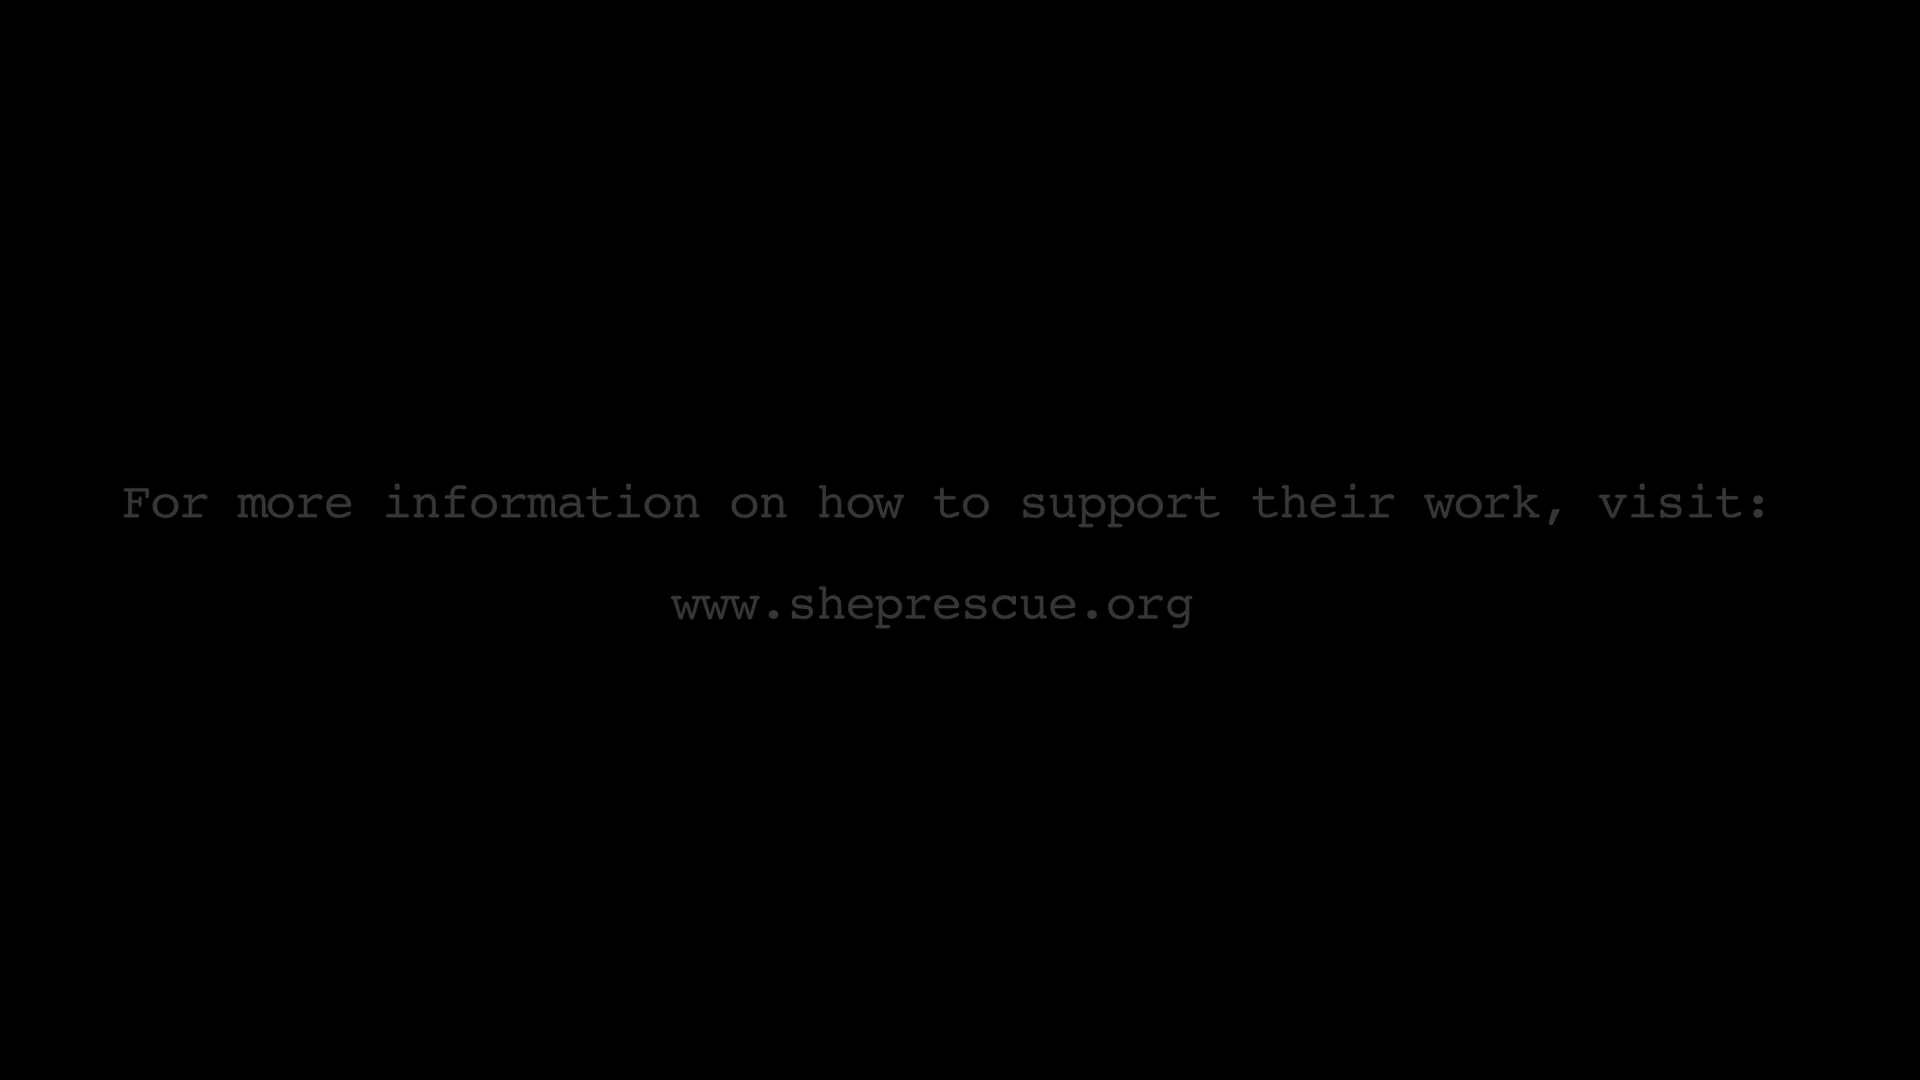 For more information on how to support their work, visit:
www.sheprescue.org